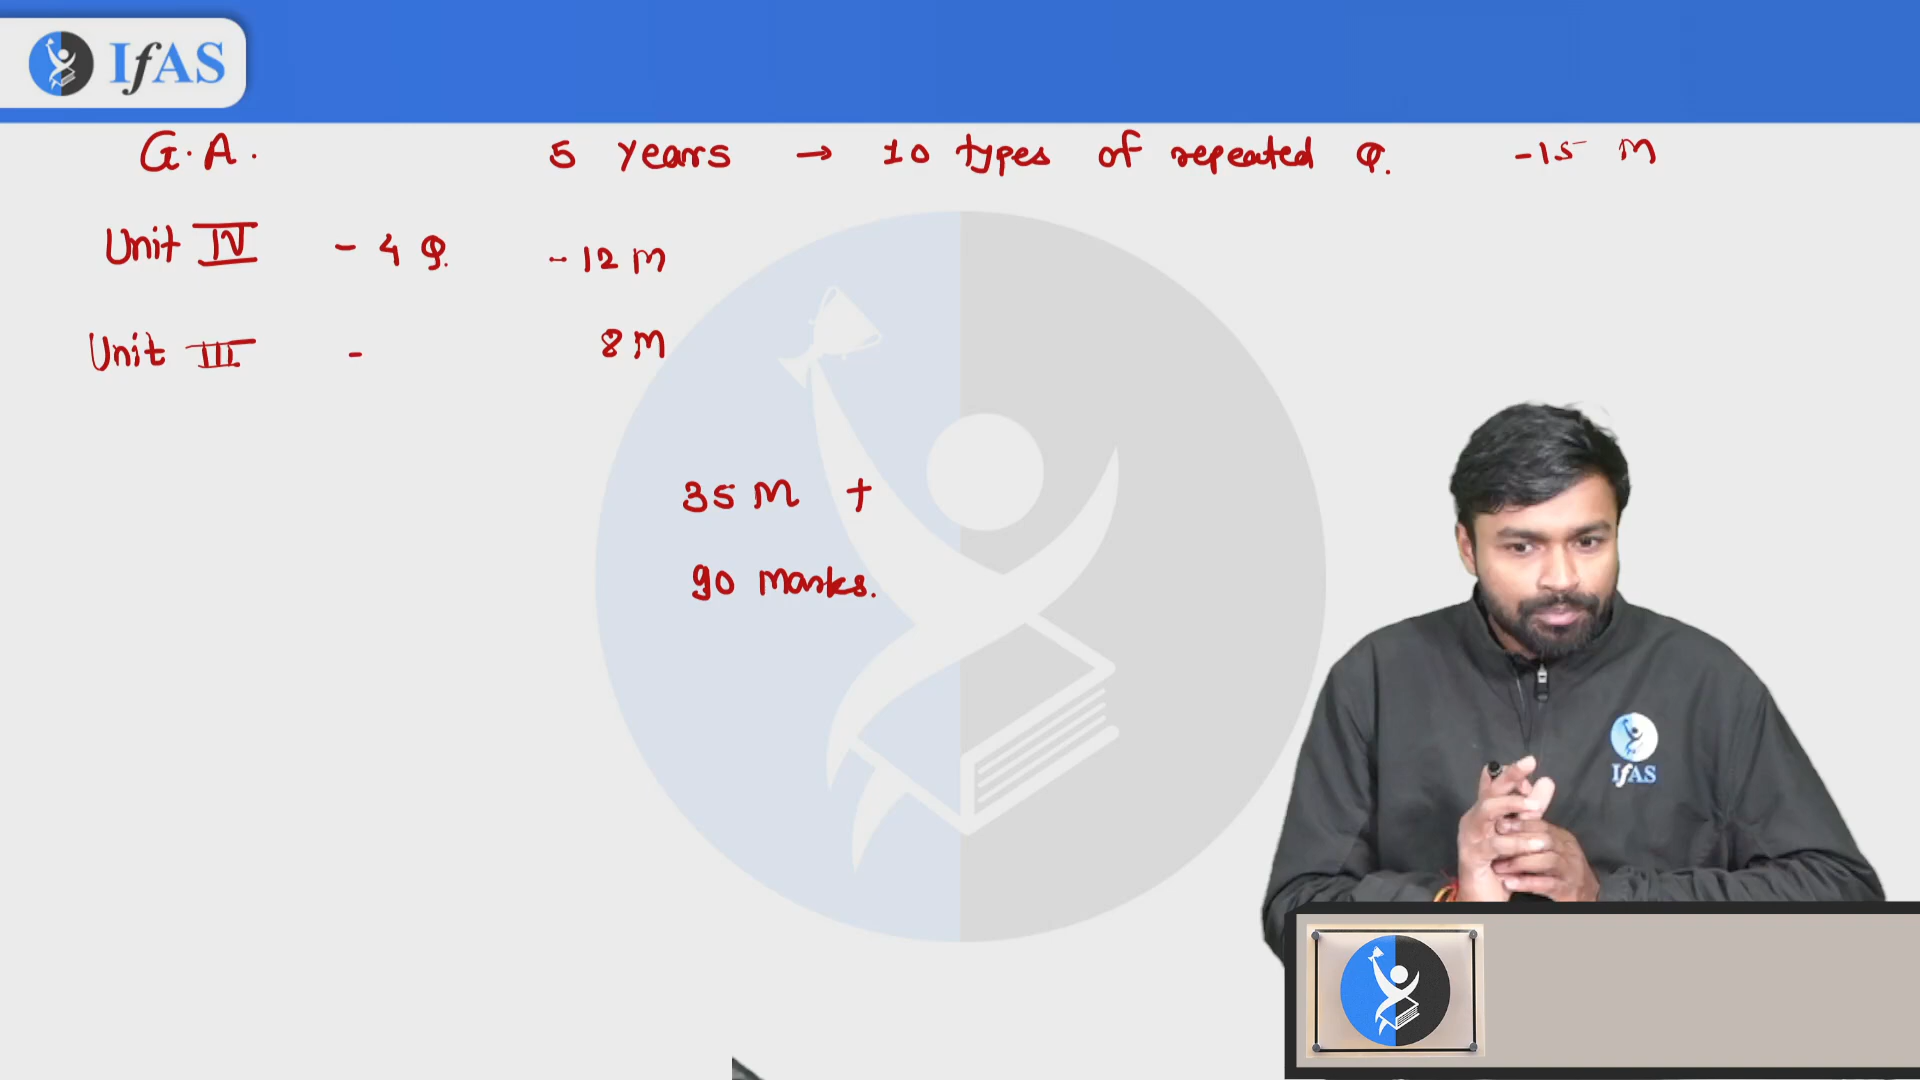 IfAS
G.A. 5 years → 10 types of repeated Q. -15 M
Unit IV - 4 Q. - 12 M
Unit III - 8 M
35 M +
90 marks.
IfAS